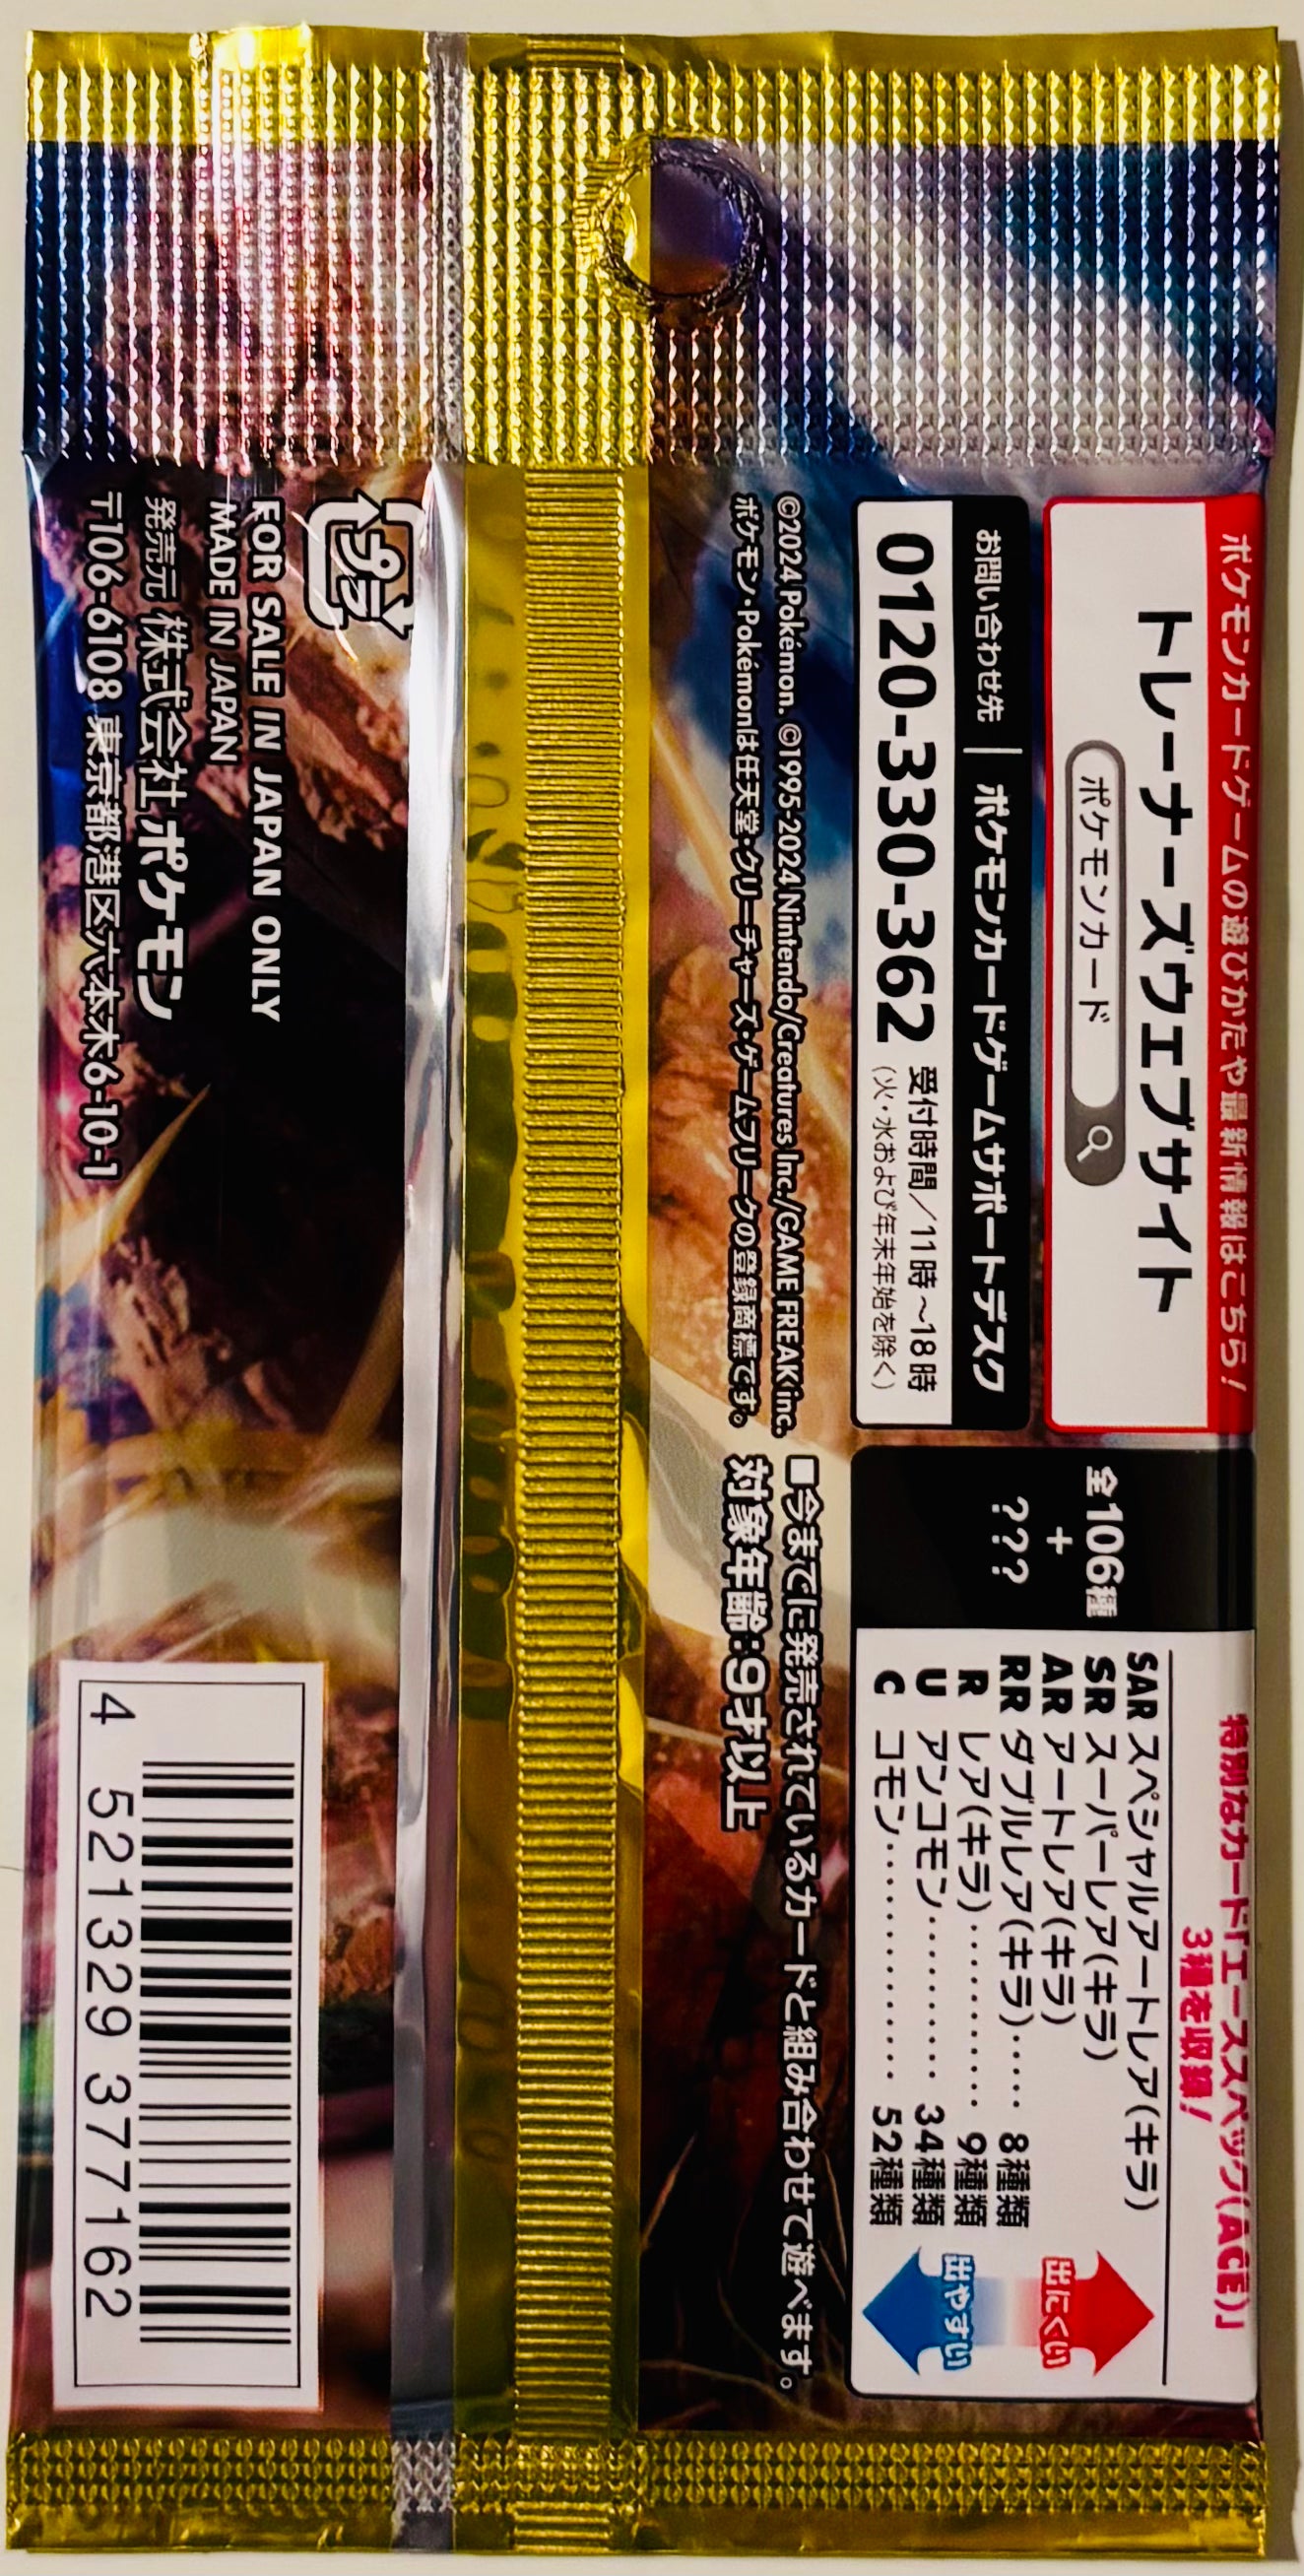 ポケモンカードゲームの遊びかたや最新情報はこちら!
トレーナーズウェブサイト
ポケモンカード
お問い合わせ先 | ポケモンカードゲームサポートデスク
0120-330-362
受付時間/11時~18時
(火・水および年末年始を除く)
©2024 Pokémon. ©1995-2024 Nintendo/Creatures Inc./GAME FREAK inc.
ポケモン・Pokémonは任天堂・クリーチャーズ・ゲームフリークの登録商標です。
全106種
+
???
特別なカード「エーススペック(ACE)」
3種を収録!
SAR スペシャルアートレア(キラ)
SR スーパーレア(キラ)
AR アートレア(キラ)
RR ダブルレア(キラ)..... 8種類
R レア(キラ)........... 9種類
U アンコモン........... 34種類
C コモン............... 52種類
出にくい
出やすい
■今までに発売されているカードと組み合わせて遊べます。
対象年齢:9才以上
プラ
FOR SALE IN JAPAN ONLY
MADE IN JAPAN
発売元 株式会社ポケモン
〒106-6108 東京都港区六本木6-10-1
4 521329 377162